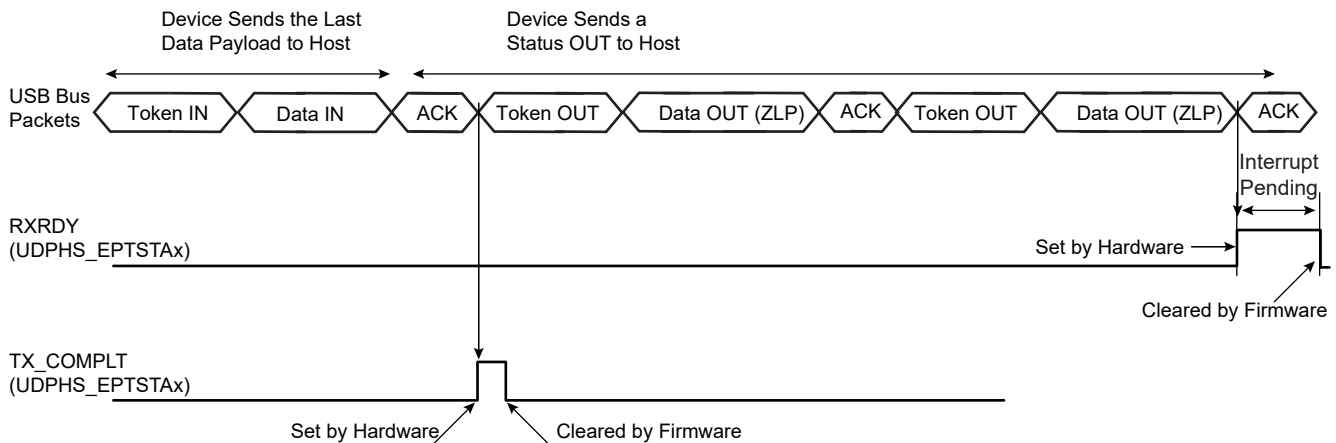 Device Sends the Last
Data Payload to Host
Device Sends a
Status OUT to Host
USB Bus
Packets
Token IN
Data IN
ACK
Token OUT
Data OUT (ZLP)
ACK
Token OUT
Data OUT (ZLP)
ACK
Interrupt
Pending
RXRDY
(UDPHS_EPTSTAx)
Set by Hardware
Cleared by Firmware
TX_COMPLT
(UDPHS_EPTSTAx)
Set by Hardware
Cleared by Firmware